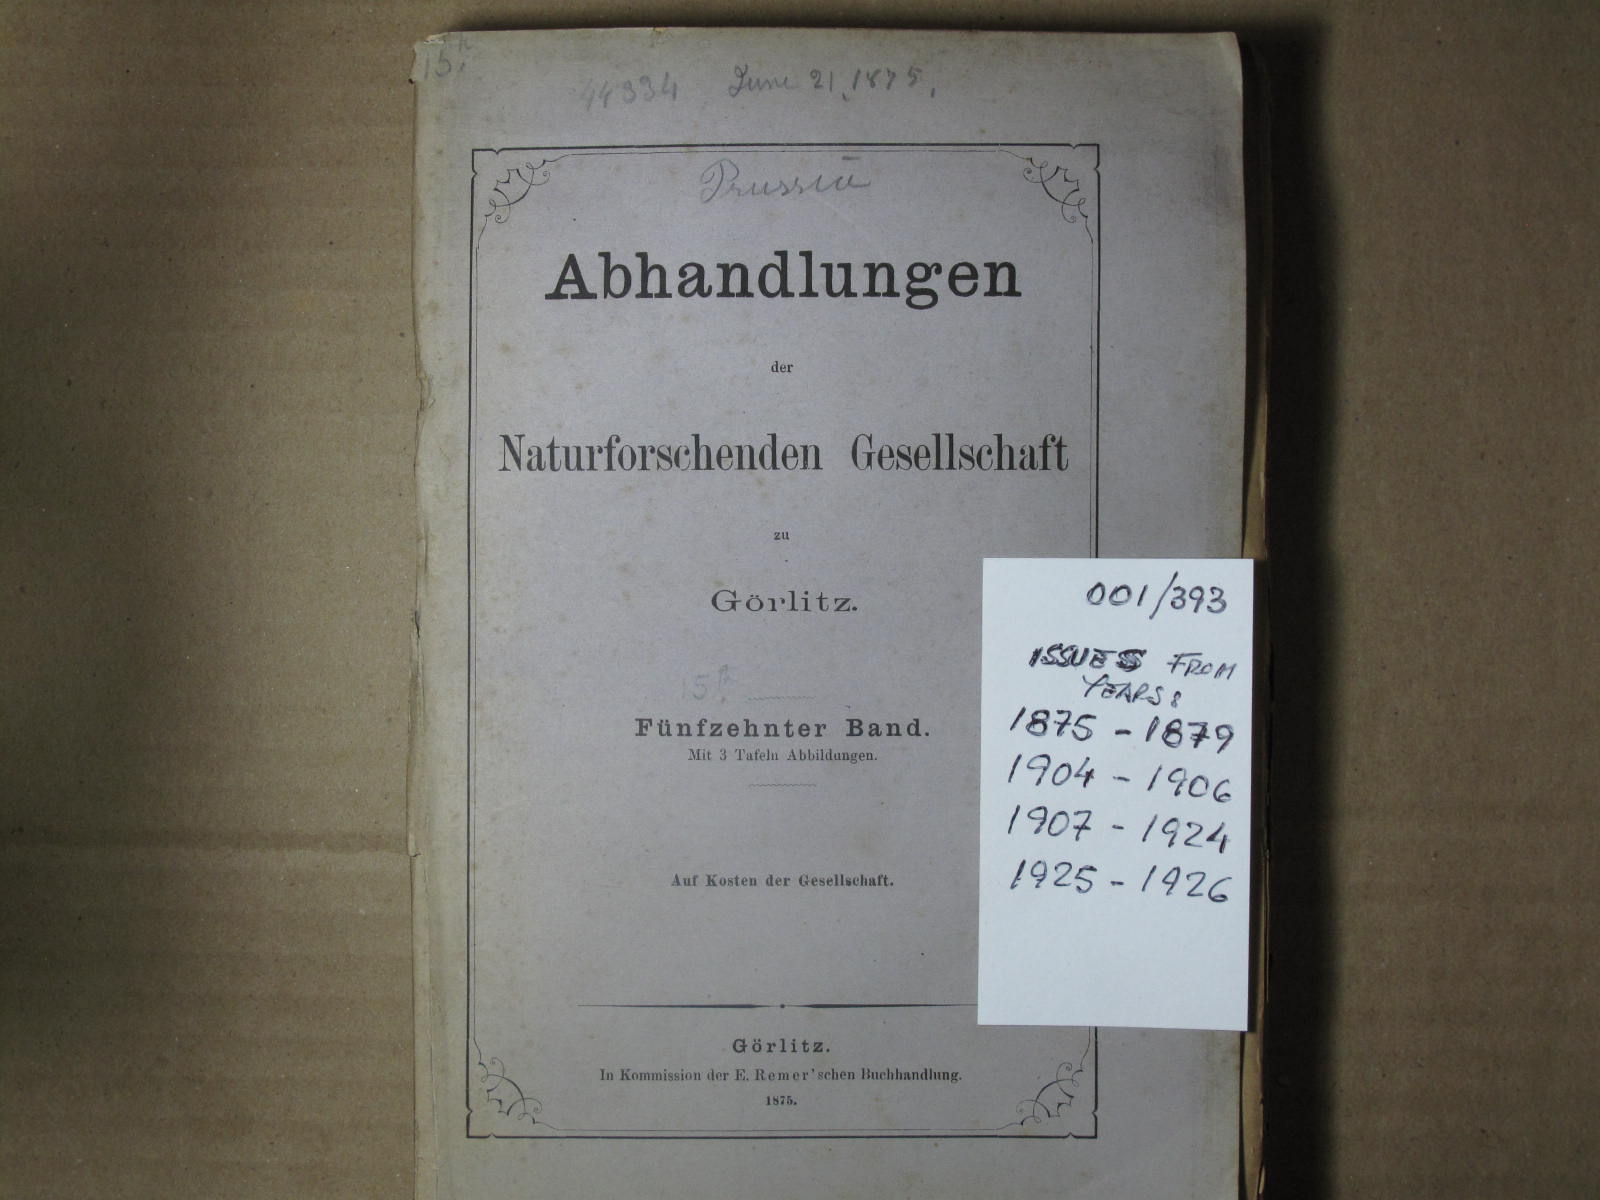 44334 June 21, 1875.
Prussia
Abhandlungen
der
Naturforschenden Gesellschaft
zu
Görlitz.
Fünfzehnter Band.
Mit 3 Tafeln Abbildungen.
Auf Kosten der Gesellschaft.
Görlitz.
In Kommission der E. Remer'schen Buchhandlung.
1875.
001/393
ISSUES FROM
YEARS:
1875 - 1879
1904 - 1906
1907 - 1924
1925 - 1926